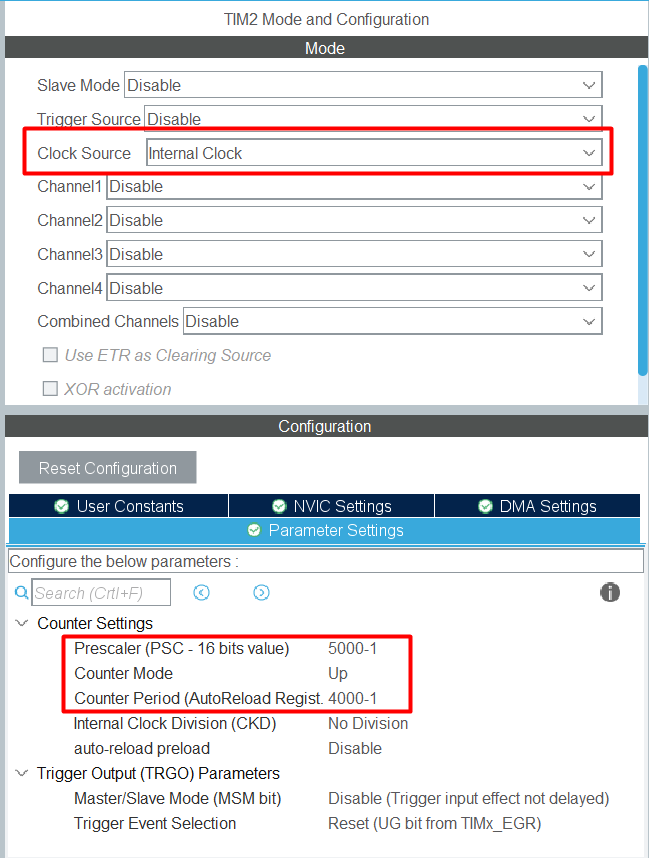 TIM2 Mode and Configuration
Mode
Slave Mode Disable
Trigger Source Disable
Clock Source Internal Clock
Channel1 Disable
Channel2 Disable
Channel3 Disable
Channel4 Disable
Combined Channels Disable
Use ETR as Clearing Source
XOR activation
Configuration
Reset Configuration
User Constants NVIC Settings DMA Settings
Parameter Settings
Configure the below parameters :
Search (Crtl+F)
Counter Settings
Prescaler (PSC - 16 bits value) 5000-1
Counter Mode Up
Counter Period (AutoReload Regist. 4000-1
Internal Clock Division (CKD) No Division
auto-reload preload Disable
Trigger Output (TRGO) Parameters
Master/Slave Mode (MSM bit) Disable (Trigger input effect not delayed)
Trigger Event Selection Reset (UG bit from TIMx_EGR)